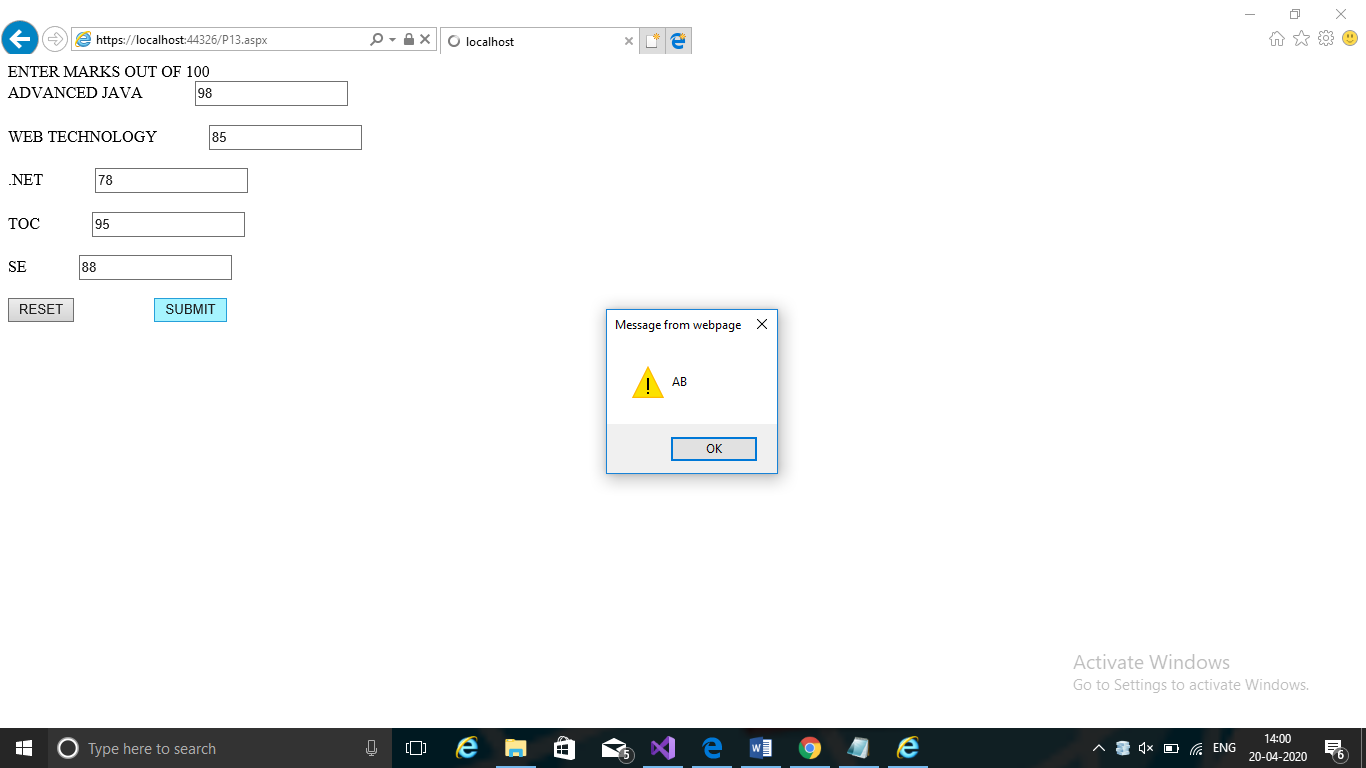 https://localhost:44326/P13.aspx
localhost
ENTER MARKS OUT OF 100
ADVANCED JAVA 98
WEB TECHNOLOGY 85
.NET 78
TOC 95
SE 88
RESET SUBMIT
Message from webpage
AB
OK
Activate Windows
Go to Settings to activate Windows.
Type here to search
5
ENG
14:00
20-04-2020
6